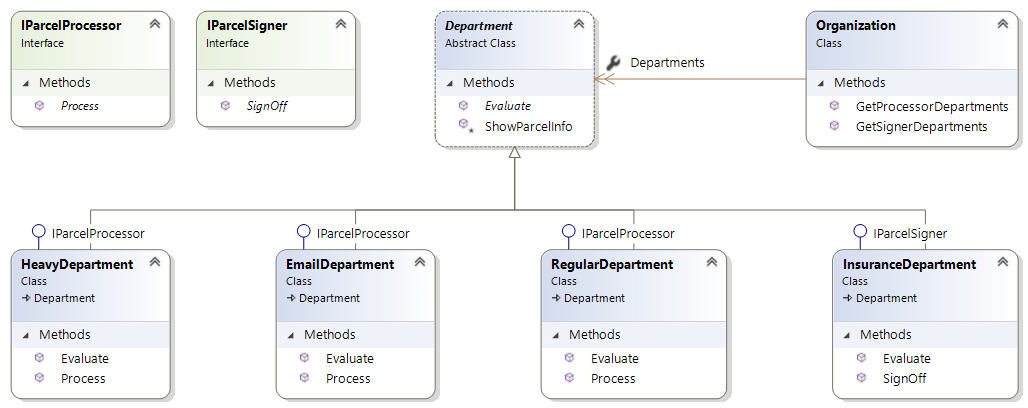 IParcelProcessor
Interface
Methods
Process
IParcelSigner
Interface
Methods
SignOff
Department
Abstract Class
Methods
Evaluate
ShowParcelInfo
Departments
Organization
Class
Methods
GetProcessorDepartments
GetSignerDepartments
IParcelProcessor
HeavyDepartment
Class
Department
Methods
Evaluate
Process
IParcelProcessor
EmailDepartment
Class
Department
Methods
Evaluate
Process
IParcelProcessor
RegularDepartment
Class
Department
Methods
Evaluate
Process
IParcelSigner
InsuranceDepartment
Class
Department
Methods
Evaluate
SignOff